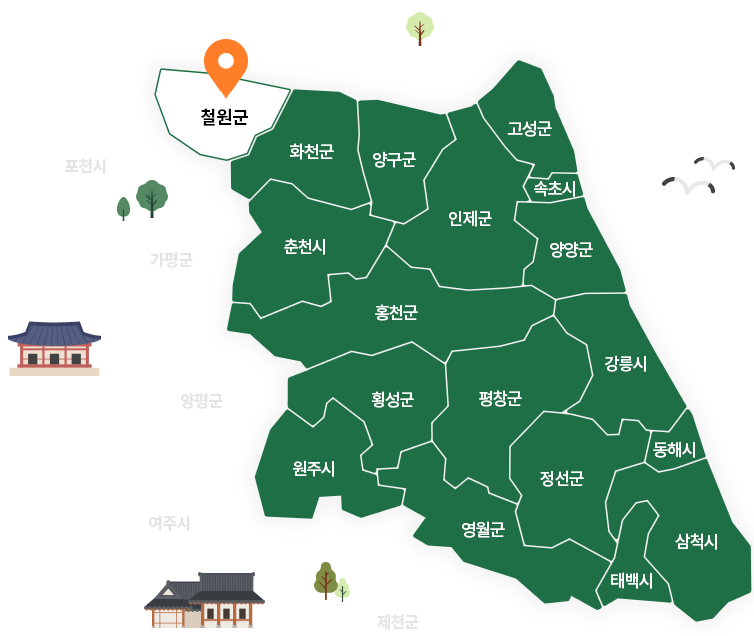 철원군
고성군
화천군
양구군
포천시
속초시
인제군
춘천시
양양군
가평군
홍천군
강릉시
양평군
횡성군
평창군
동해시
원주시
정선군
여주시
영월군
삼척시
태백시
제천군